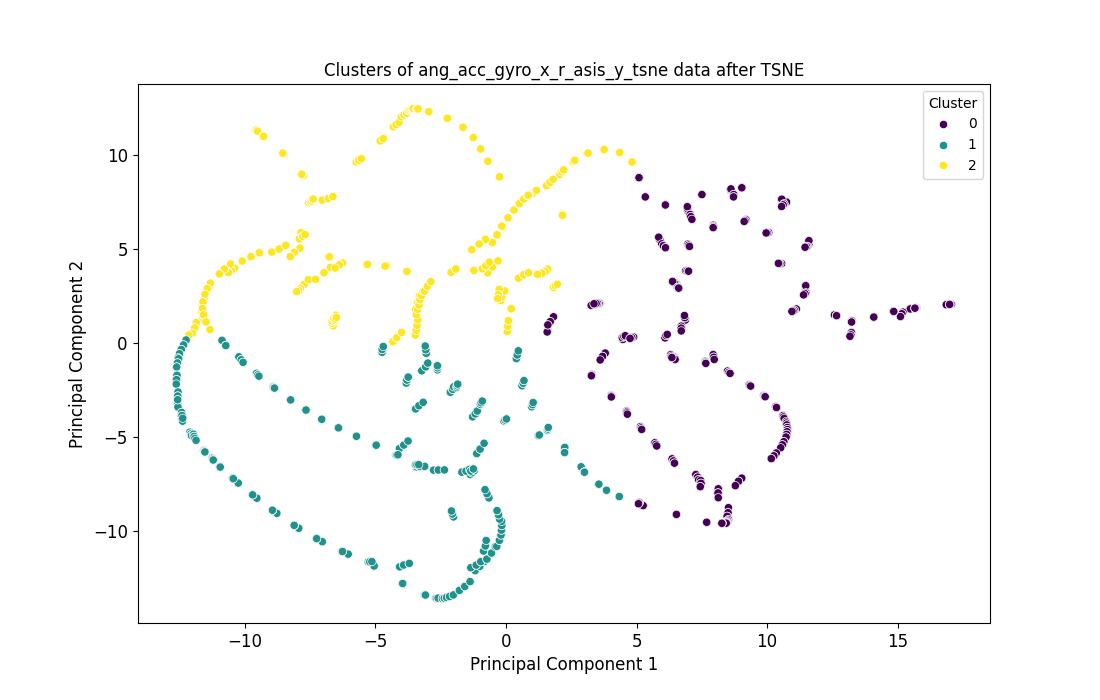 Clusters of ang_acc_gyro_x_r_asis_y_tsne data after TSNE
Cluster
0
1
2
10
5
0
−5
−10
Principal Component 2
−10 −5 0 5 10 15
Principal Component 1